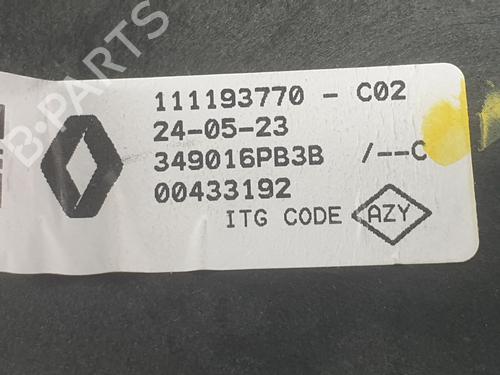 B-PARTS
111193770 - C02
24-05-23
349016PB3B /--C
00433192
ITG CODE AZY